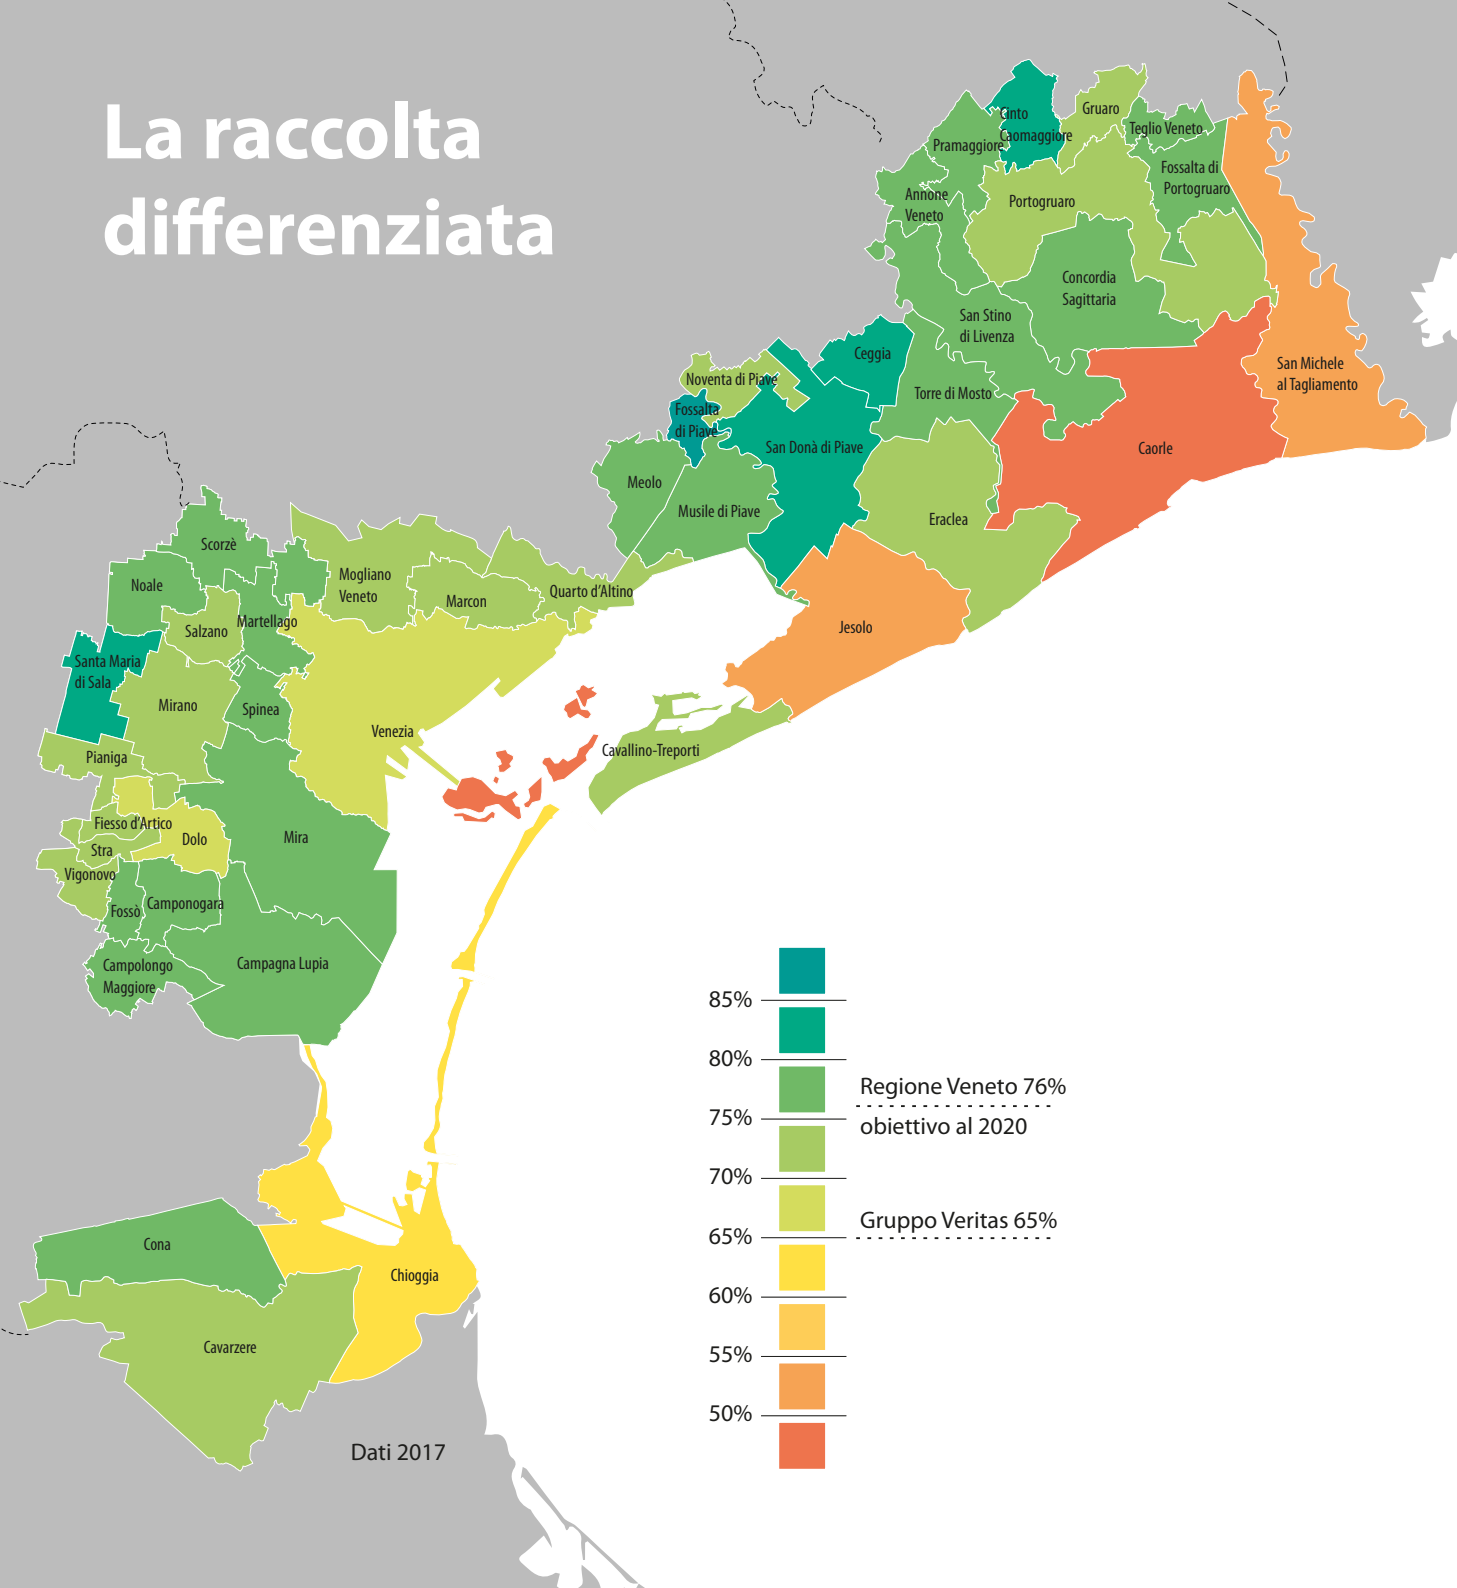 La raccolta
differenziata
Cinto
Caomaggiore
Gruaro
Teglio Veneto
Pramaggiore
Fossalta di
Portogruaro
Annone
Veneto
Portogruaro
Concordia
Sagittaria
San Stino
di Livenza
San Michele
al Tagliamento
Ceggia
Noventa di Piave
Torre di Mosto
Fossalta
di Piave
San Donà di Piave
Caorle
Meolo
Musile di Piave
Eraclea
Scorzè
Noale
Mogliano
Veneto
Marcon
Quarto d'Altino
Martellago
Salzano
Jesolo
Santa Maria
di Sala
Mirano
Spinea
Venezia
Pianiga
Cavallino-Treporti
Fiesso d'Artico
Dolo
Mira
Stra
Vigonovo
Fossò
Camponogara
Campolongo
Maggiore
Campagna Lupia
85%
80%
Regione Veneto 76%
75%
obiettivo al 2020
70%
Gruppo Veritas 65%
65%
60%
55%
50%
Cona
Chioggia
Cavarzere
Dati 2017